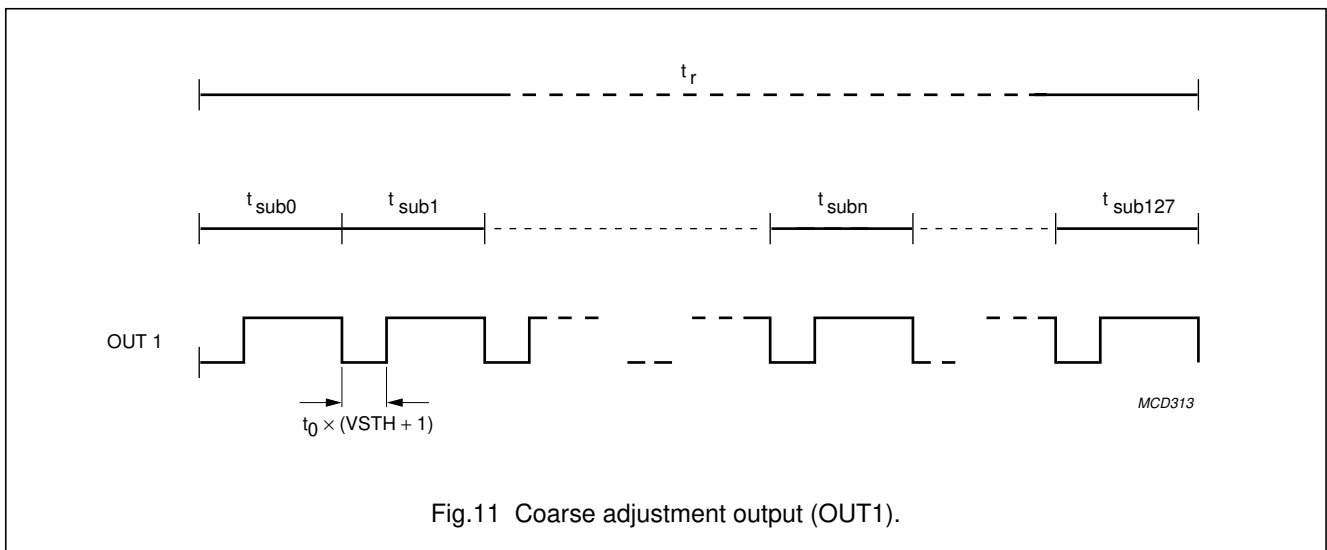 t r
t sub0 t sub1 t subn t sub127
OUT 1
t0 × (VSTH + 1)
MCD313
Fig.11 Coarse adjustment output (OUT1).